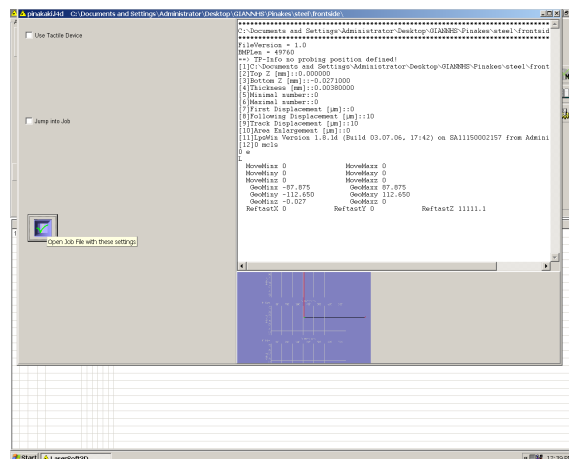 pinakakiJ4d C:\Documents and Settings\Administrator\Desktop\GIANNHS\Pinakes\steel\frontside\
Use Tactile Device
Jump into Job
Open Job File with these settings
****************************************************
C:\Documents and Settings\Administrator\Desktop\GIANNHS\Pinakes\steel\frontsid
****************************************************
FileVersion = 1.0
BMPLen = 49760
==> TP-Info no probing position defined!
[1]C:\Documents and Settings\Administrator\Desktop\GIANNHS\Pinakes\steel\front
[2]Top Z [mm]::0.000000
[3]Bottom Z [mm]::-0.0271000
[4]Thickness [mm]::0.00380000
[5]Minimal number::0
[6]Maximal number::0
[7]First Displacement [µm]::10
[8]Following Displacement [µm]::10
[9]Track Displacement [µm]::10
[10]Area Enlargement [µm]::0
[11]LpsWin Version 1.8.1d (Build 03.07.06, 17:42) on SA11150002157 from Admini
[12]0 mcls
0 e
L
MoveMinx 0 MoveMaxx 0
MoveMiny 0 MoveMaxy 0
MoveMinz 0 MoveMaxz 0
GeoMinx -87.875 GeoMaxx 87.875
GeoMiny -112.650 GeoMaxy 112.650
GeoMinz -0.027 GeoMaxz 0
ReftastX 0 ReftastY 0 ReftastZ 11111.1
Start LaserSoft3D